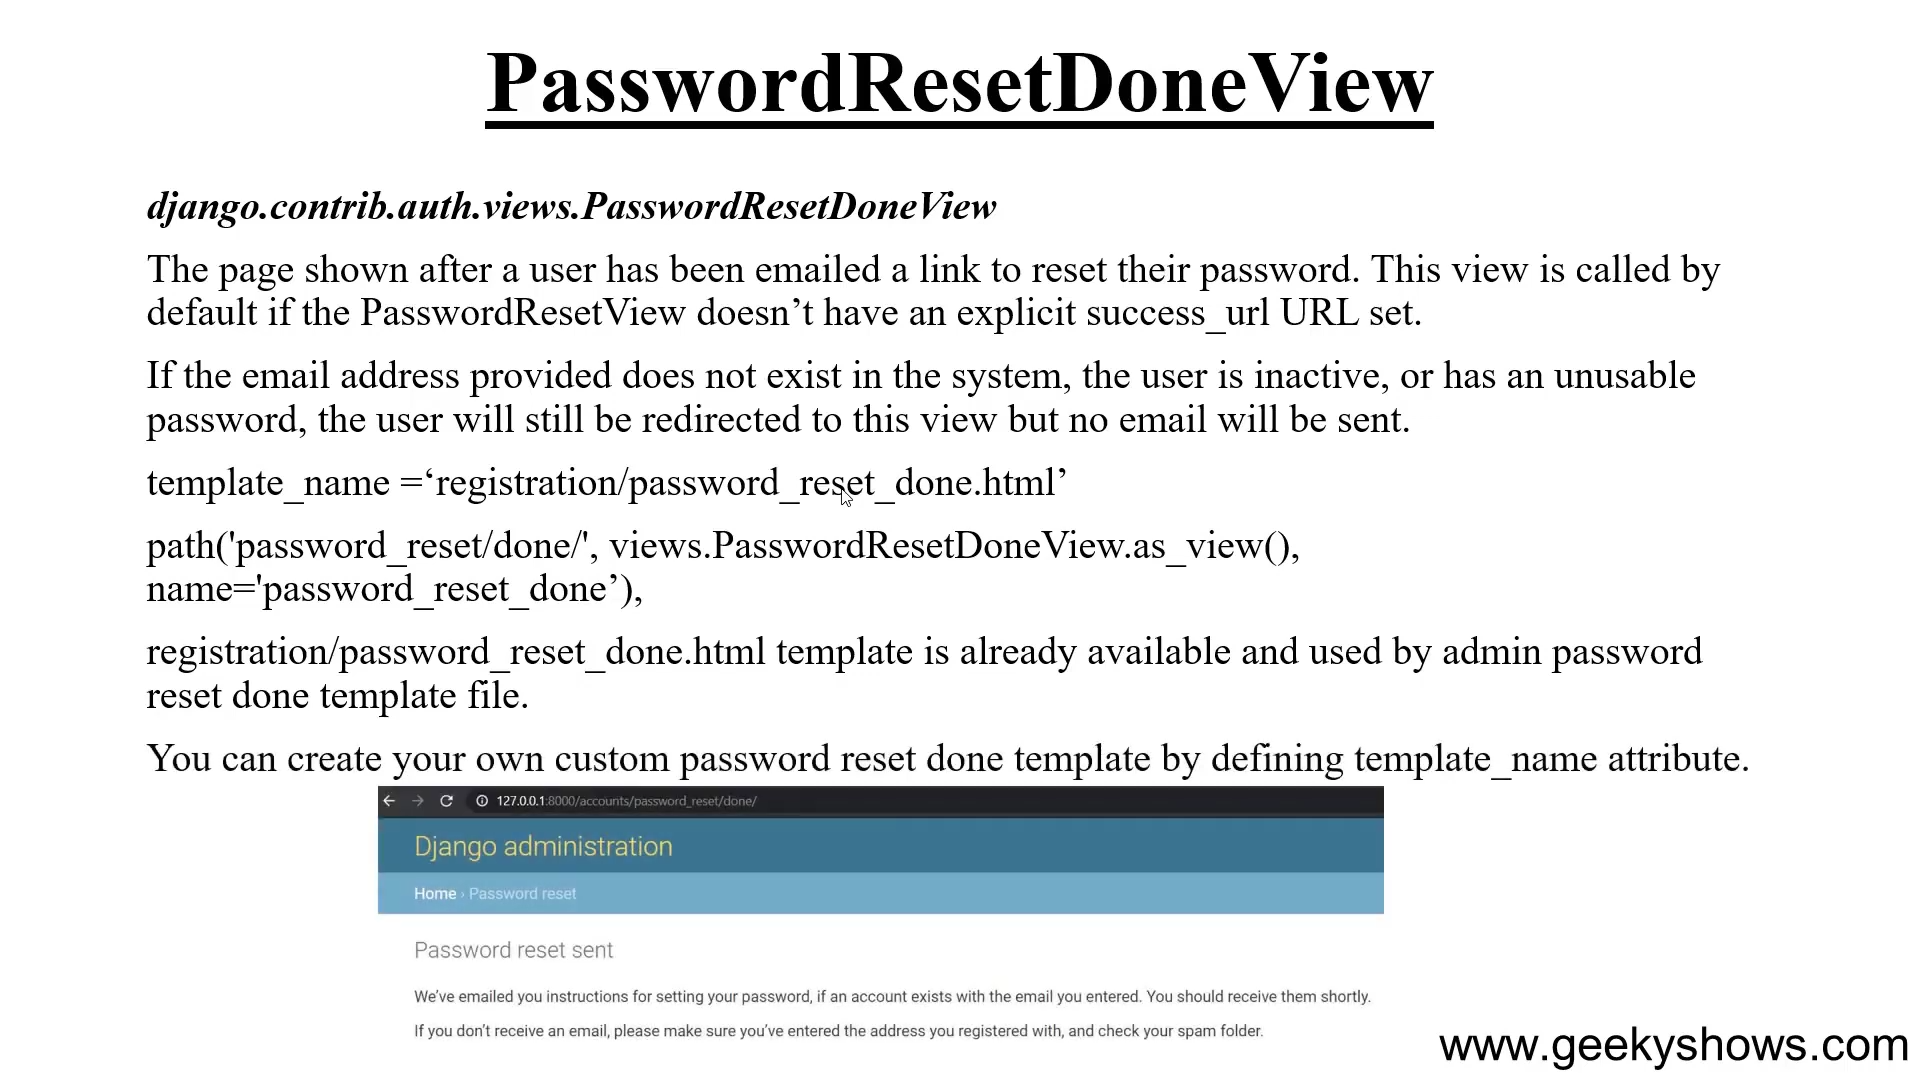 PasswordResetDoneView
django.contrib.auth.views.PasswordResetDoneView
The page shown after a user has been emailed a link to reset their password. This view is called by
default if the PasswordResetView doesn’t have an explicit success_url URL set.
If the email address provided does not exist in the system, the user is inactive, or has an unusable
password, the user will still be redirected to this view but no email will be sent.
template_name =‘registration/password_reset_done.html’
path('password_reset/done/', views.PasswordResetDoneView.as_view(),
name='password_reset_done’),
registration/password_reset_done.html template is already available and used by admin password
reset done template file.
You can create your own custom password reset done template by defining template_name attribute.
127.0.0.1:8000/accounts/password_reset/done/
Django administration
Home › Password reset
Password reset sent
We’ve emailed you instructions for setting your password, if an account exists with the email you entered. You should receive them shortly.
If you don’t receive an email, please make sure you’ve entered the address you registered with, and check your spam folder.
www.geekyshows.com